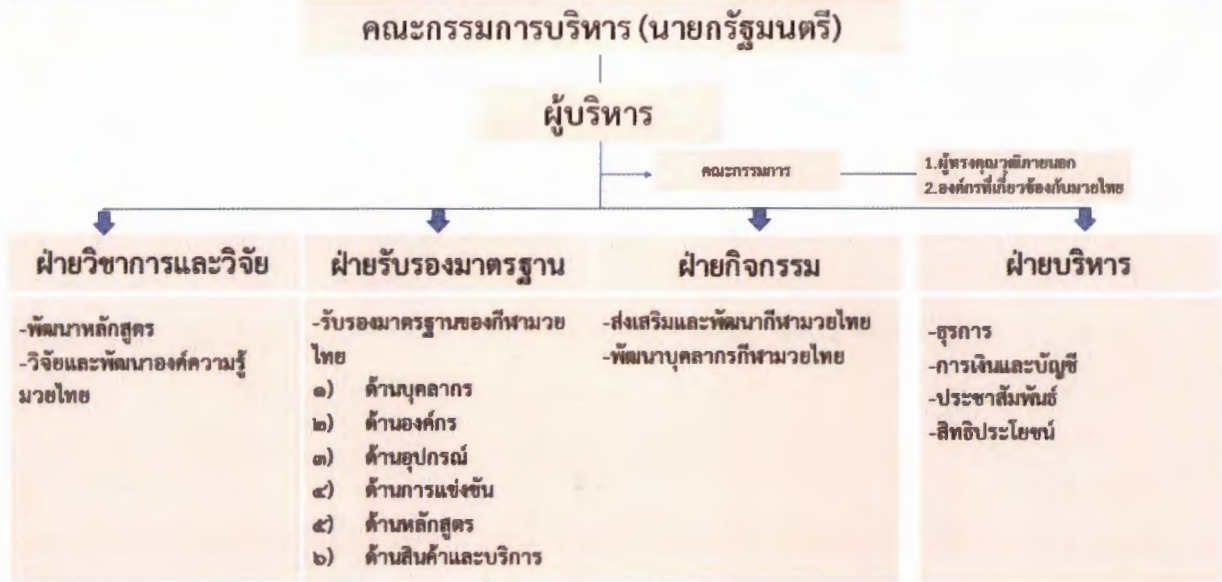 คณะกรรมการบริหาร (นายกรัฐมนตรี)
ผู้บริหาร
คณะกรรมการ
1.ผู้ทรงคุณวุฒิภายนอก
2.องค์กรที่เกี่ยวข้องกับมวยไทย
ฝ่ายวิชาการและวิจัย
-พัฒนาหลักสูตร
-วิจัยและพัฒนาองค์ความรู้
มวยไทย
ฝ่ายรับรองมาตรฐาน
-รับรองมาตรฐานของกีฬามวย
ไทย
๑) ด้านบุคลากร
๒) ด้านองค์กร
๓) ด้านอุปกรณ์
๔) ด้านการแข่งขัน
๕) ด้านหลักสูตร
๖) ด้านสินค้าและบริการ
ฝ่ายกิจกรรม
-ส่งเสริมและพัฒนากีฬามวยไทย
-พัฒนาบุคลากรกีฬามวยไทย
ฝ่ายบริหาร
-ธุรการ
-การเงินและบัญชี
-ประชาสัมพันธ์
-สิทธิประโยชน์